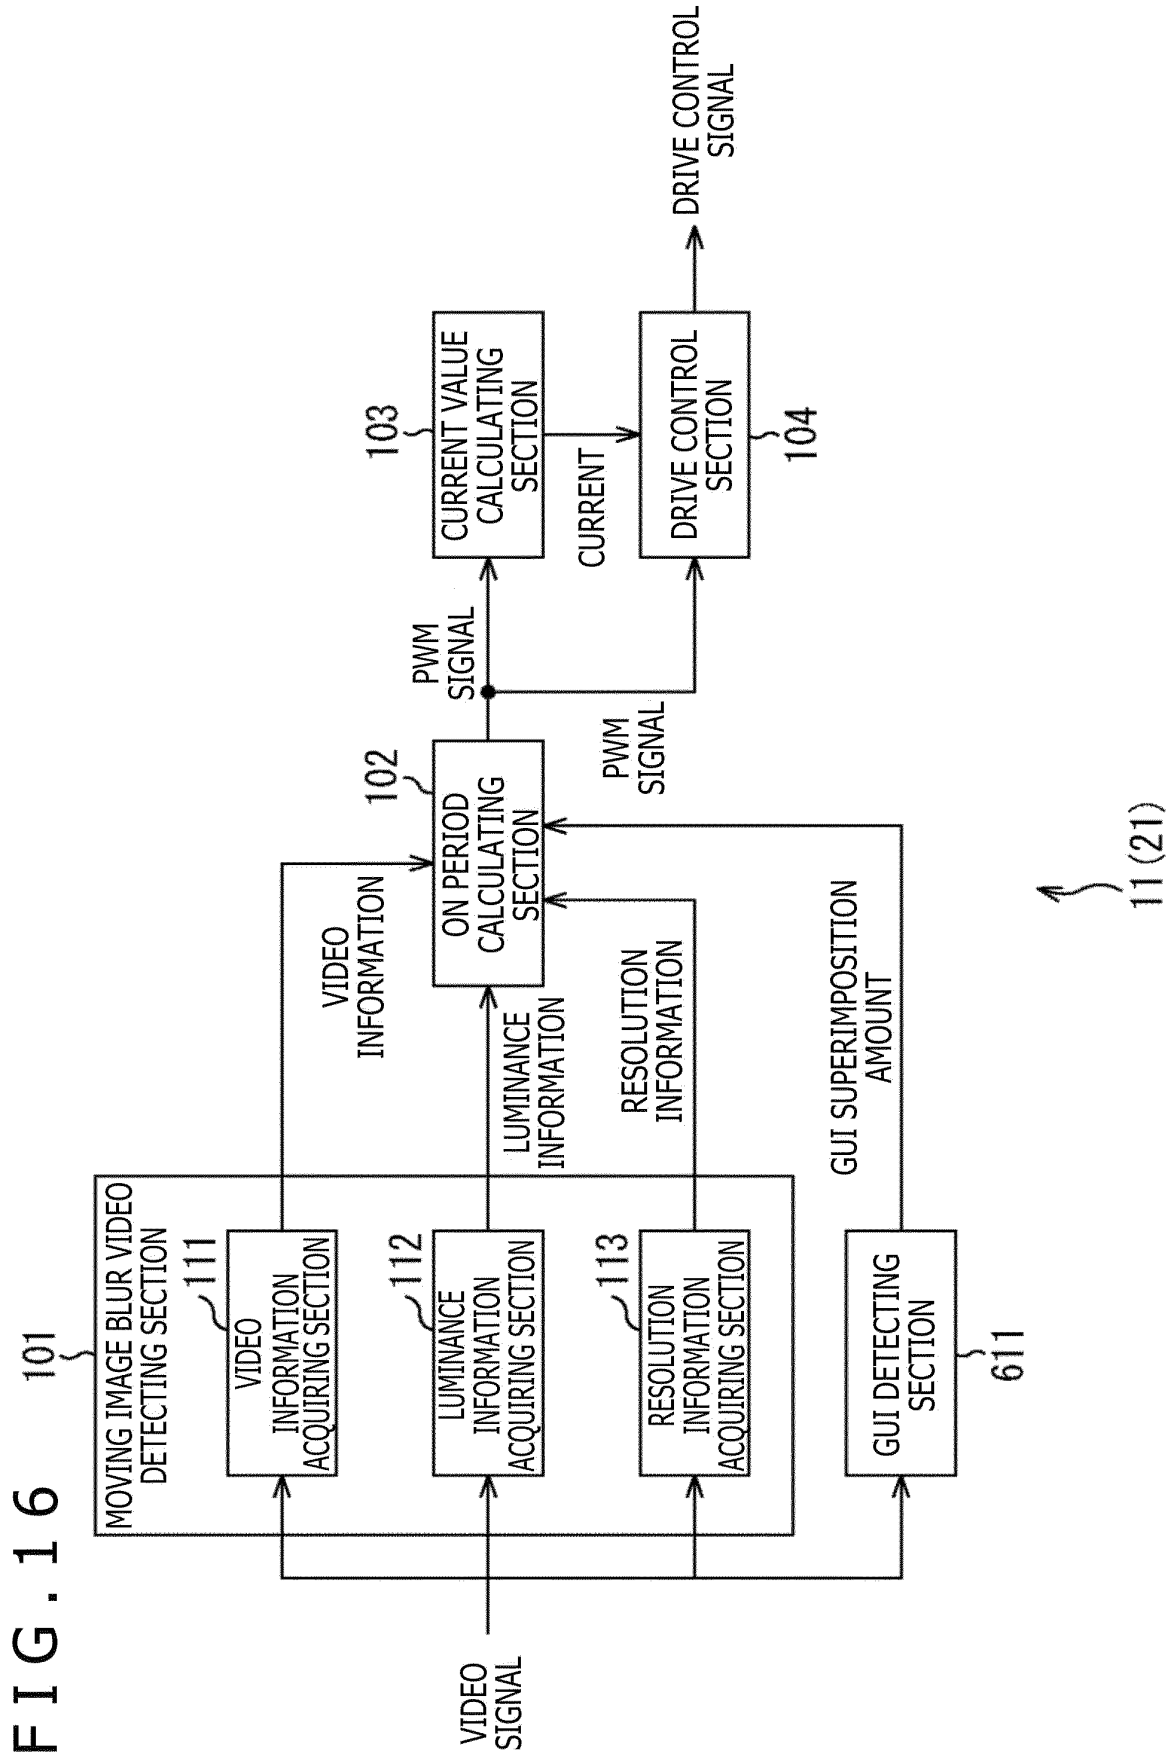 FIG.16
101
MOVING IMAGE BLUR VIDEO
DETECTING SECTION
111
VIDEO
INFORMATION
ACQUIRING SECTION
112
LUMINANCE
INFORMATION
ACQUIRING SECTION
113
RESOLUTION
INFORMATION
ACQUIRING SECTION
GUI DETECTING
SECTION
611
VIDEO
SIGNAL
VIDEO
INFORMATION
LUMINANCE
INFORMATION
RESOLUTION
INFORMATION
GUI SUPERIMPOSITION
AMOUNT
102
ON PERIOD
CALCULATING
SECTION
PWM
SIGNAL
PWM
SIGNAL
103
CURRENT VALUE
CALCULATING
SECTION
CURRENT
DRIVE CONTROL
SECTION
104
DRIVE CONTROL
SIGNAL
11(21)